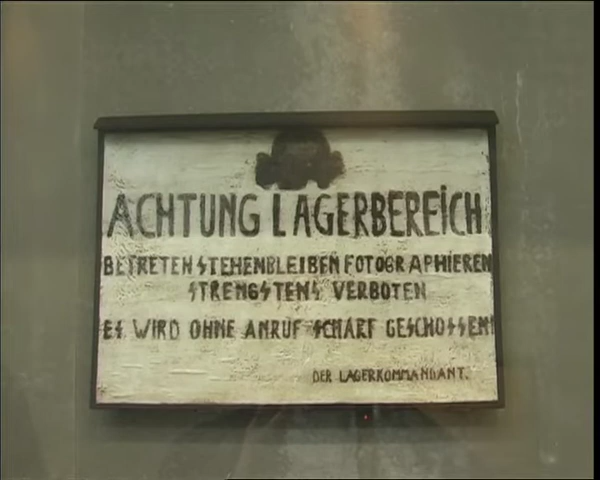 ACHTUNG LAGERBEREICH
BETRETEN STEHENBLEIBEN FOTOGRAPHIEREN
STRENGSTENS VERBOTEN
ES WIRD OHNE ANRUF SCHARF GESCHOSSEN!
DER LAGERKOMMANDANT.